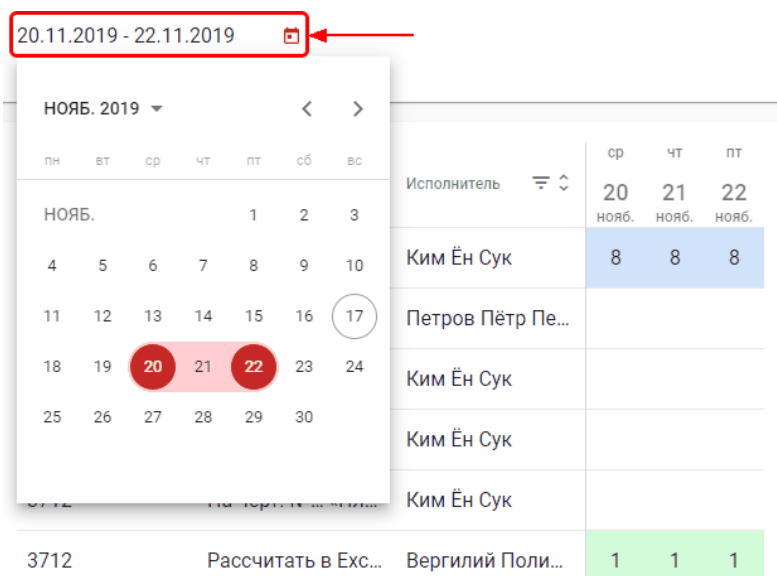 20.11.2019 - 22.11.2019
НОЯБ. 2019
пн вт ср чт пт сб вс
НОЯБ. 1 2 3
4 5 6 7 8 9 10
11 12 13 14 15 16 17
18 19 20 21 22 23 24
25 26 27 28 29 30
Исполнитель
ср чт пт
20 21 22
нояб. нояб. нояб.
Ким Ён Сук 8 8 8
Петров Пётр Пе...
Ким Ён Сук
Ким Ён Сук
3712 Ким Ён Сук
3712 Рассчитать в Exc... Вергилий Поли... 1 1 1